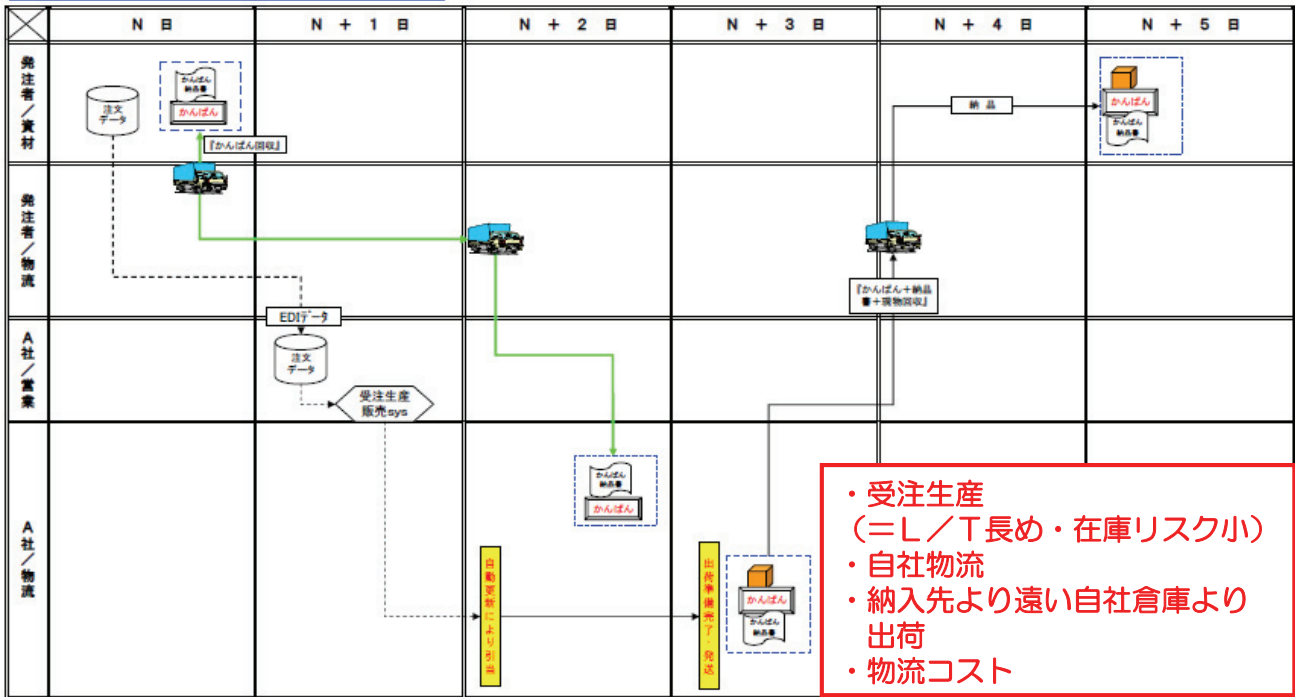 N 日
N + 1 日
N + 2 日
N + 3 日
N + 4 日
N + 5 日
発注者/資材
注文
データ
かんばん
納品書
かんばん
『かんばん回収』
納 品
かんばん
かんばん
納品書
発注者/物流
『かんばん+納品
書+現物回収』
EDIデータ
A社/営業
注文
データ
受注生産
販売sys
A社/物流
かんばん
納品書
かんばん
自動更新により引当
出荷準備完了・発送
かんばん
かんばん
納品書
・受注生産
(=L/T長め・在庫リスク小)
・自社物流
・納入先より遠い自社倉庫より
出荷
・物流コスト